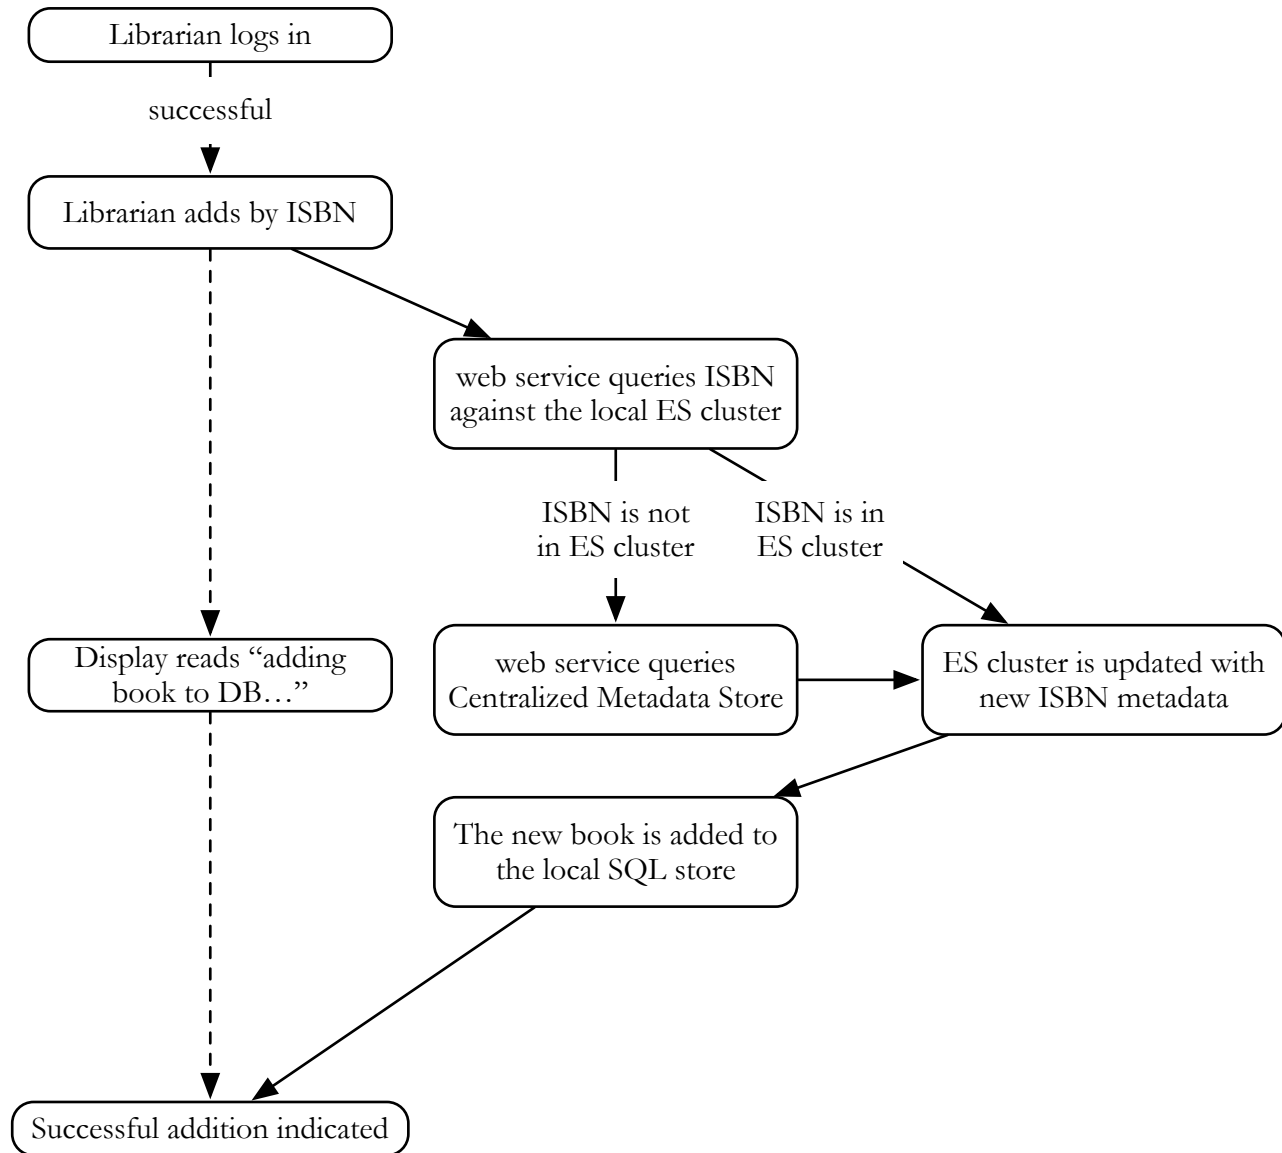 Librarian logs in
successful
Librarian adds by ISBN
web service queries ISBN
against the local ES cluster
ISBN is not
in ES cluster
ISBN is in
ES cluster
Display reads “adding
book to DB…”
web service queries
Centralized Metadata Store
ES cluster is updated with
new ISBN metadata
The new book is added to
the local SQL store
Successful addition indicated